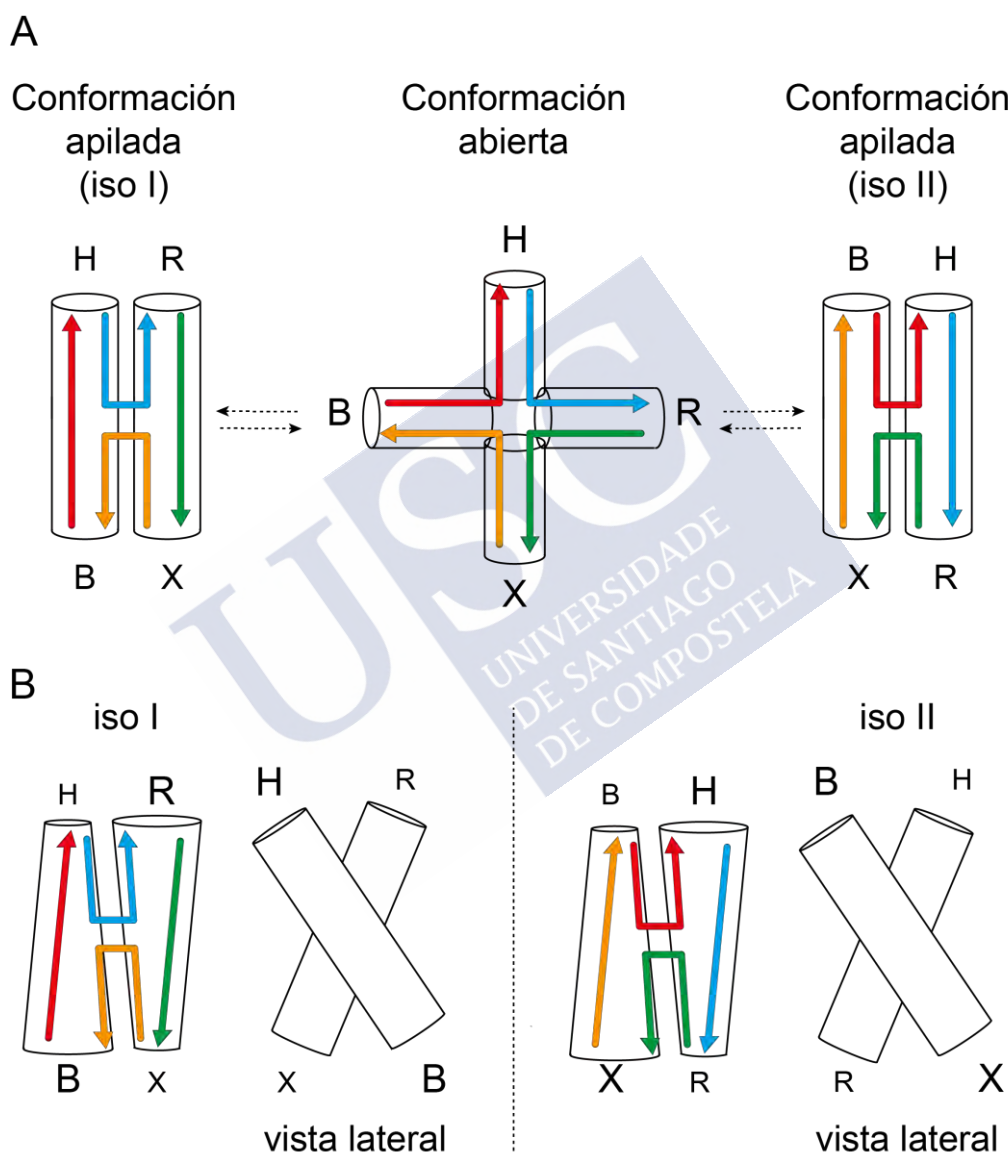 A
Conformación
apilada
(iso I)
Conformación
abierta
Conformación
apilada
(iso II)
H R
B X
H
B R
X
B H
X R
USC
UNIVERSIDADE
DE SANTIAGO
DE COMPOSTELA
B
iso I
H R
B X
H R
X B
vista lateral
iso II
B H
X R
B H
R X
vista lateral